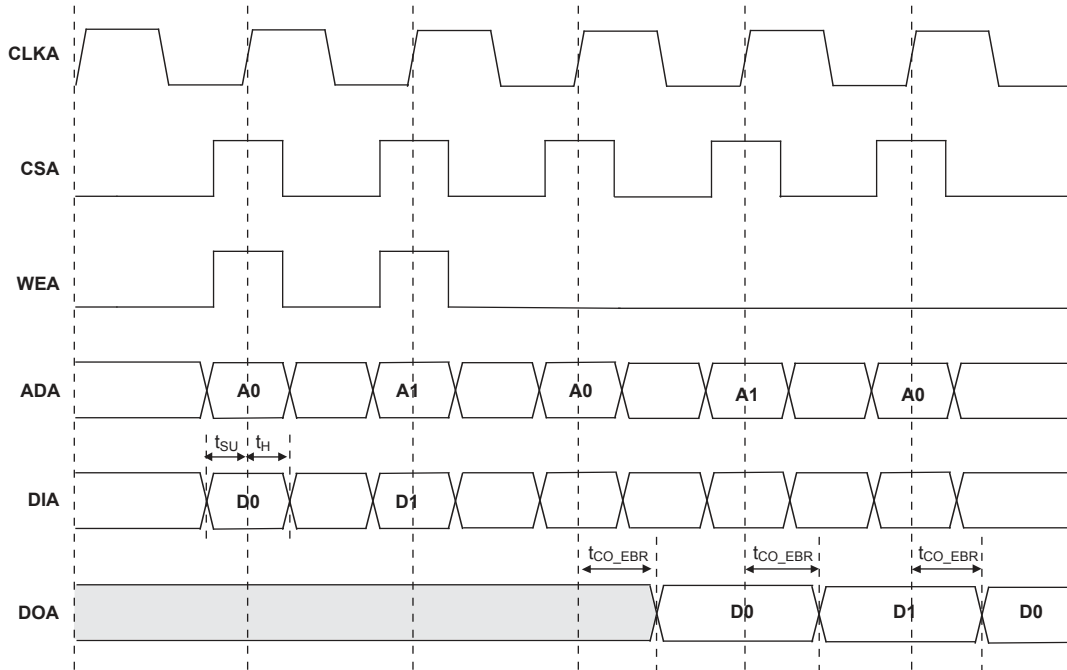 CLKA
CSA
WEA
ADA A0 A1 A0 A1 A0
tSU tH
DIA D0 D1
tCO_EBR tCO_EBR tCO_EBR
DOA D0 D1 D0